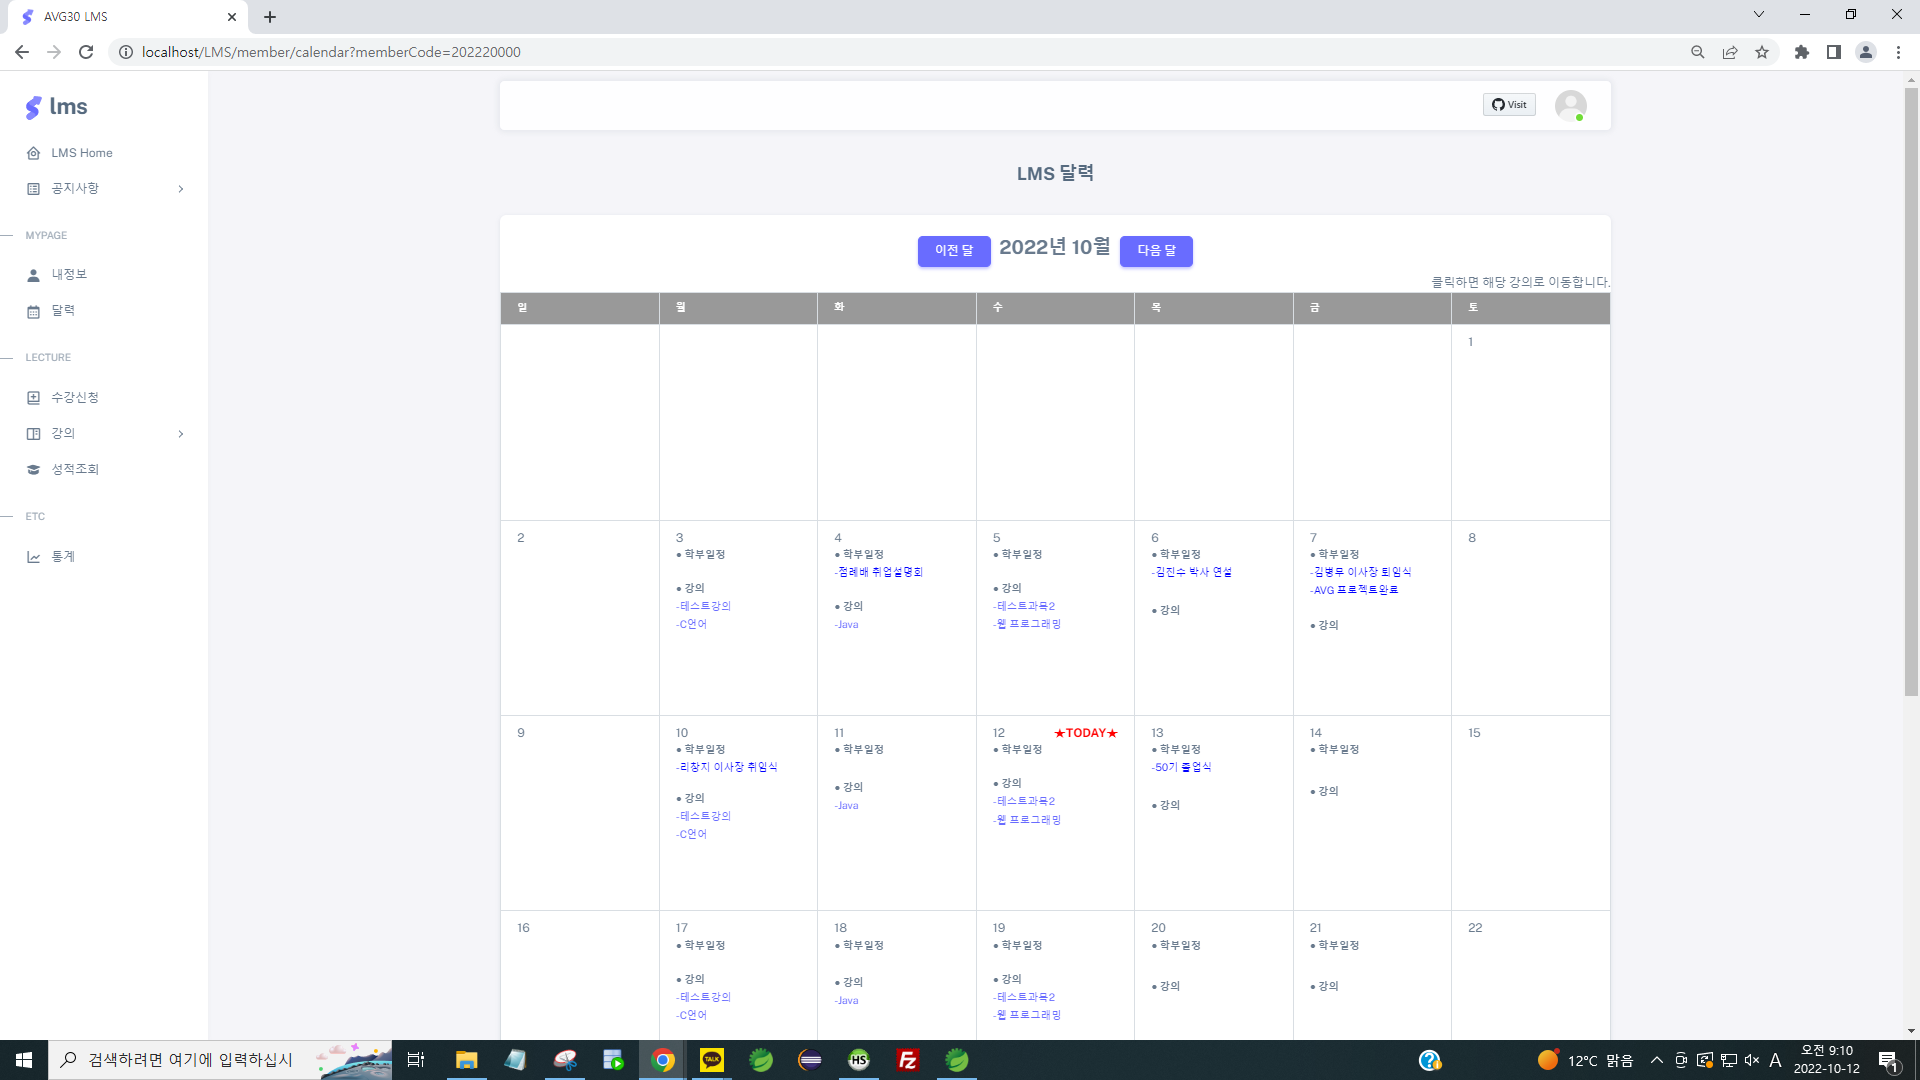 AVG30 LMS
localhost/LMS/member/calendar?memberCode=202220000
lms
LMS Home
공지사항
MYPAGE
내정보
달력
LECTURE
수강신청
강의
성적조회
ETC
통계
Visit
LMS 달력
이전 달 2022년 10월 다음 달
클릭하면 해당 강의로 이동합니다.
일 월 화 수 목 금 토
1
2
3
● 학부일정
● 강의
-테스트강의
-C언어
4
● 학부일정
-점례배 취업설명회
● 강의
-Java
5
● 학부일정
● 강의
-테스트과목2
-웹 프로그래밍
6
● 학부일정
-김진수 박사 연설
● 강의
7
● 학부일정
-김병우 이사장 퇴임식
-AVG 프로젝트완료
● 강의
8
9
10
● 학부일정
-리창지 이사장 취임식
● 강의
-테스트강의
-C언어
11
● 학부일정
● 강의
-Java
12 ★TODAY★
● 학부일정
● 강의
-테스트과목2
-웹 프로그래밍
13
● 학부일정
-50기 졸업식
● 강의
14
● 학부일정
● 강의
15
16
17
● 학부일정
● 강의
-테스트강의
-C언어
18
● 학부일정
● 강의
-Java
19
● 학부일정
● 강의
-테스트과목2
-웹 프로그래밍
20
● 학부일정
● 강의
21
● 학부일정
● 강의
22
검색하려면 여기에 입력하십시
TALK
HS
FZ
12°C 맑음
A
오전 9:10
2022-10-12
1